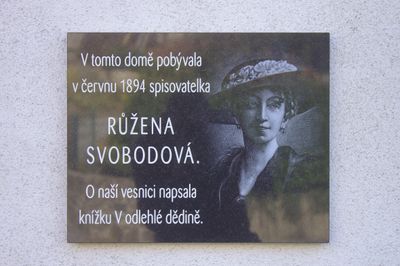 V tomto domě pobývala
v červnu 1894 spisovatelka
RŮŽENA
SVOBODOVÁ.
O naší vesnici napsala
knížku V odlehlé dědině.